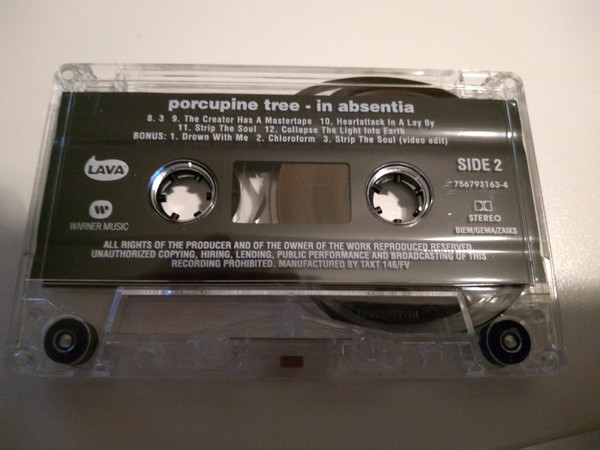 porcupine tree - in absentia
8. 3 9. The Creator Has A Mastertape 10. Heartattack In A Lay By
11. Strip The Soul 12. Collapse The Light Into Earth
BONUS: 1. Drown With Me 2. Chloroform 3. Strip The Soul (video edit)
LAVA
SIDE 2
756793163-4
WARNER MUSIC
STEREO
BIEM/GEMA/ZAIKS
ALL RIGHTS OF THE PRODUCER AND OF THE OWNER OF THE WORK REPRODUCED RESERVED
UNAUTHORIZED COPYING, HIRING, LENDING, PUBLIC PERFORMANCE AND BROADCASTING OF THIS
RECORDING PROHIBITED. MANUFACTURED BY TAKT 146/FV